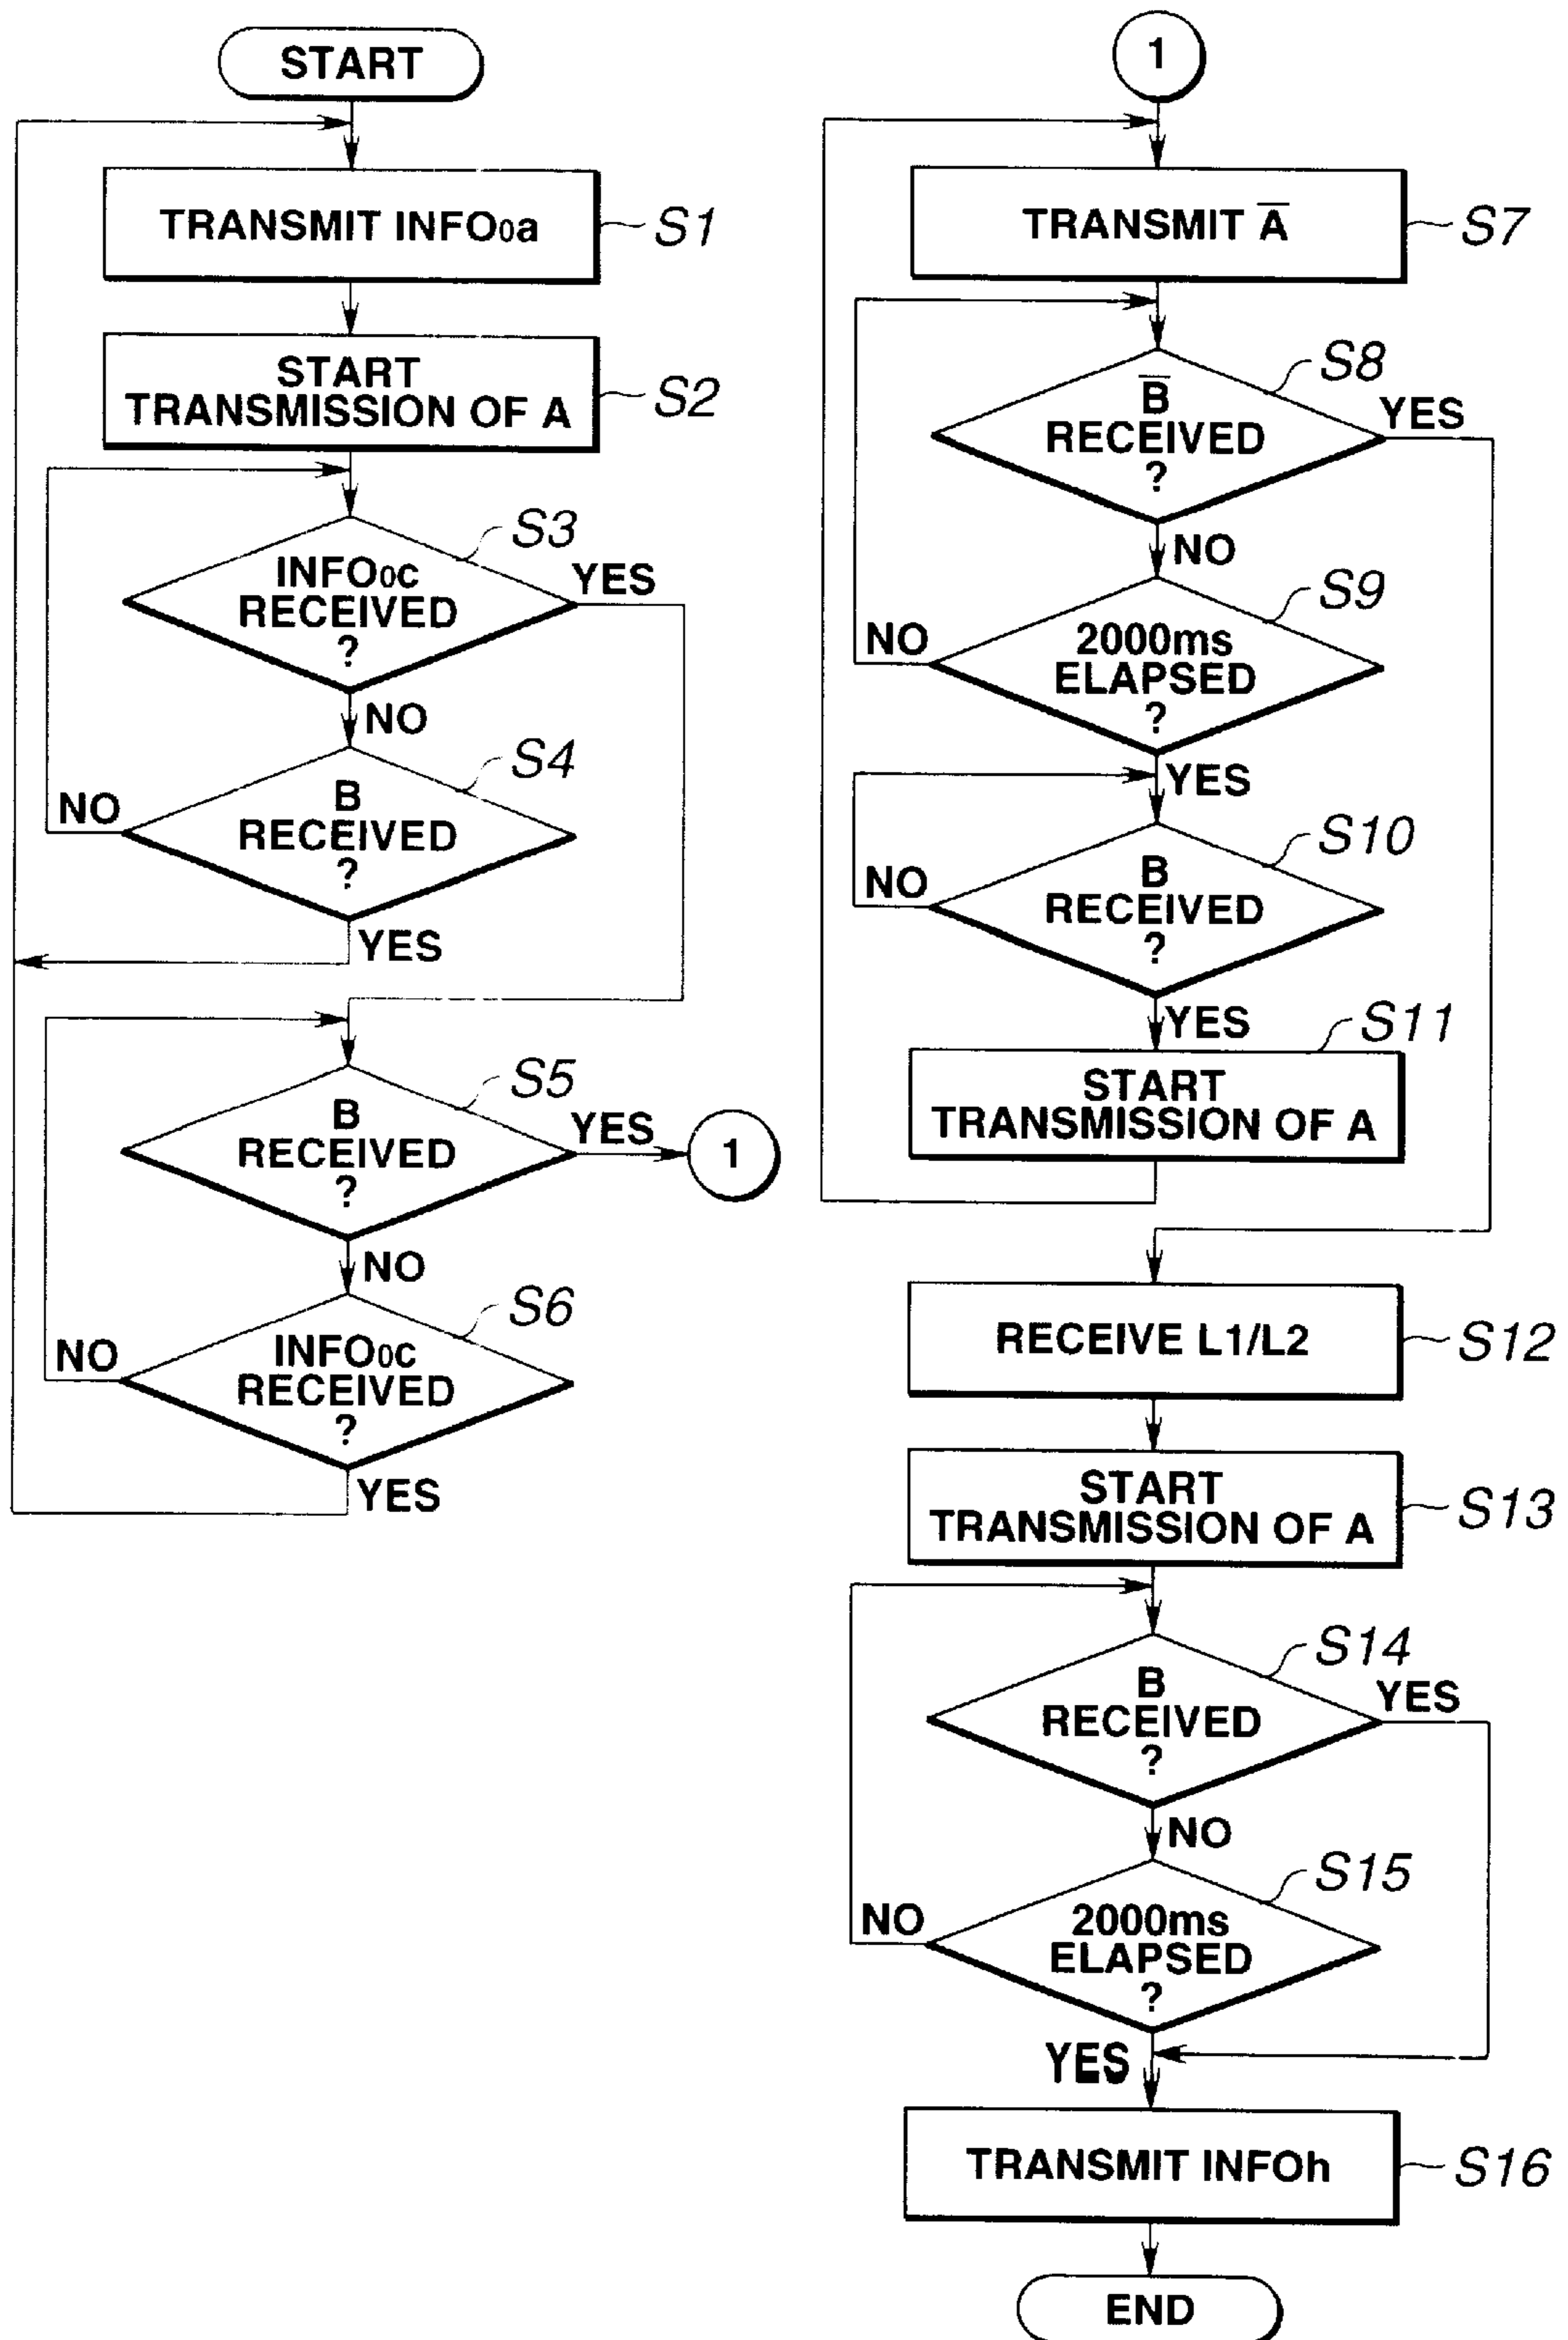 START
TRANSMIT INFO₀a
S1
START
TRANSMISSION OF A
S2
S3
INFO₀c
RECEIVED
?
YES
NO
S4
B
RECEIVED
?
NO
YES
S5
B
RECEIVED
?
YES
1
NO
S6
INFO₀c
RECEIVED
?
NO
YES
1
TRANSMIT A̅
S7
S8
B̅
RECEIVED
?
YES
NO
S9
2000ms
ELAPSED
?
NO
YES
S10
B
RECEIVED
?
NO
YES
S11
START
TRANSMISSION OF A
RECEIVE L1/L2
S12
START
TRANSMISSION OF A
S13
S14
B
RECEIVED
?
YES
NO
S15
2000ms
ELAPSED
?
NO
YES
TRANSMIT INFOh
S16
END